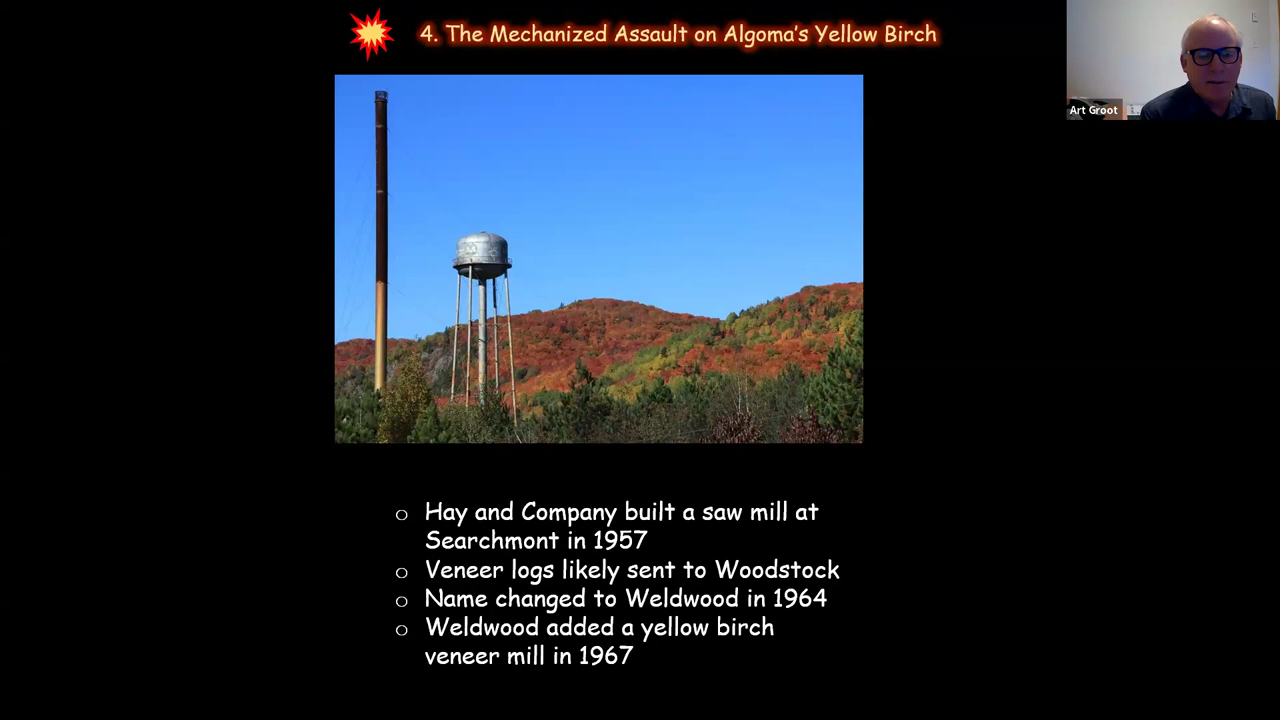 4. The Mechanized Assault on Algoma's Yellow Birch
Art Groot
o Hay and Company built a saw mill at
Searchmont in 1957
o Veneer logs likely sent to Woodstock
o Name changed to Weldwood in 1964
o Weldwood added a yellow birch
veneer mill in 1967